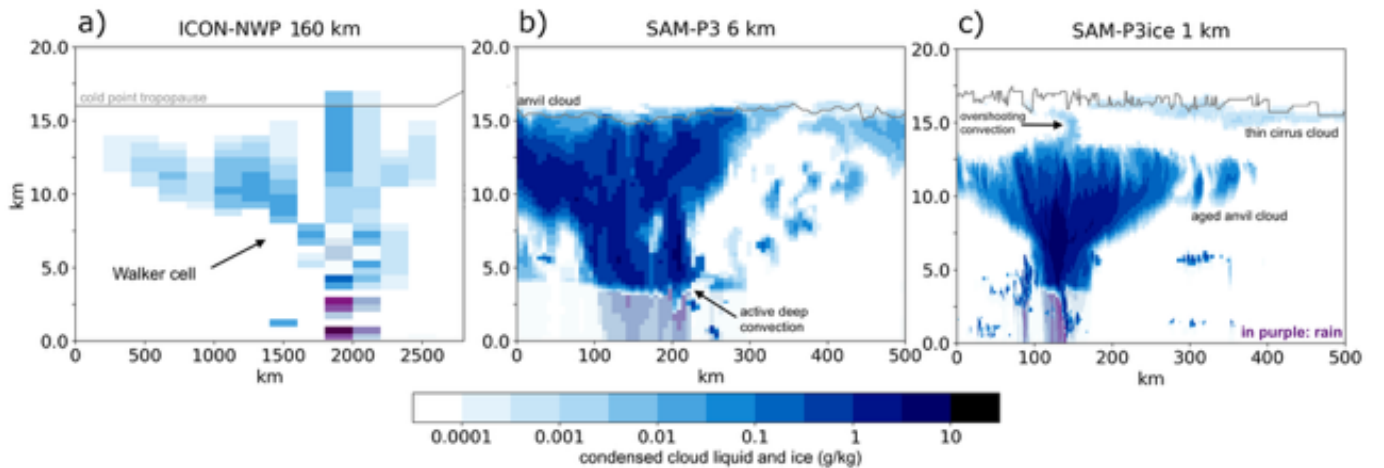 a)
ICON-NWP 160 km
20.0
15.0
10.0
5.0
0.0
km
cold point tropopause
Walker cell
0
500
1000
1500
2000
2500
km
b)
SAM-P3 6 km
20.0
15.0
10.0
5.0
0.0
anvil cloud
active deep
convection
0
100
200
300
400
500
km
c)
SAM-P3ice 1 km
20.0
15.0
10.0
5.0
0.0
overshooting
convection
thin cirrus cloud
aged anvil cloud
in purple: rain
0
100
200
300
400
500
km
0.0001
0.001
0.01
0.1
1
10
condensed cloud liquid and ice (g/kg)